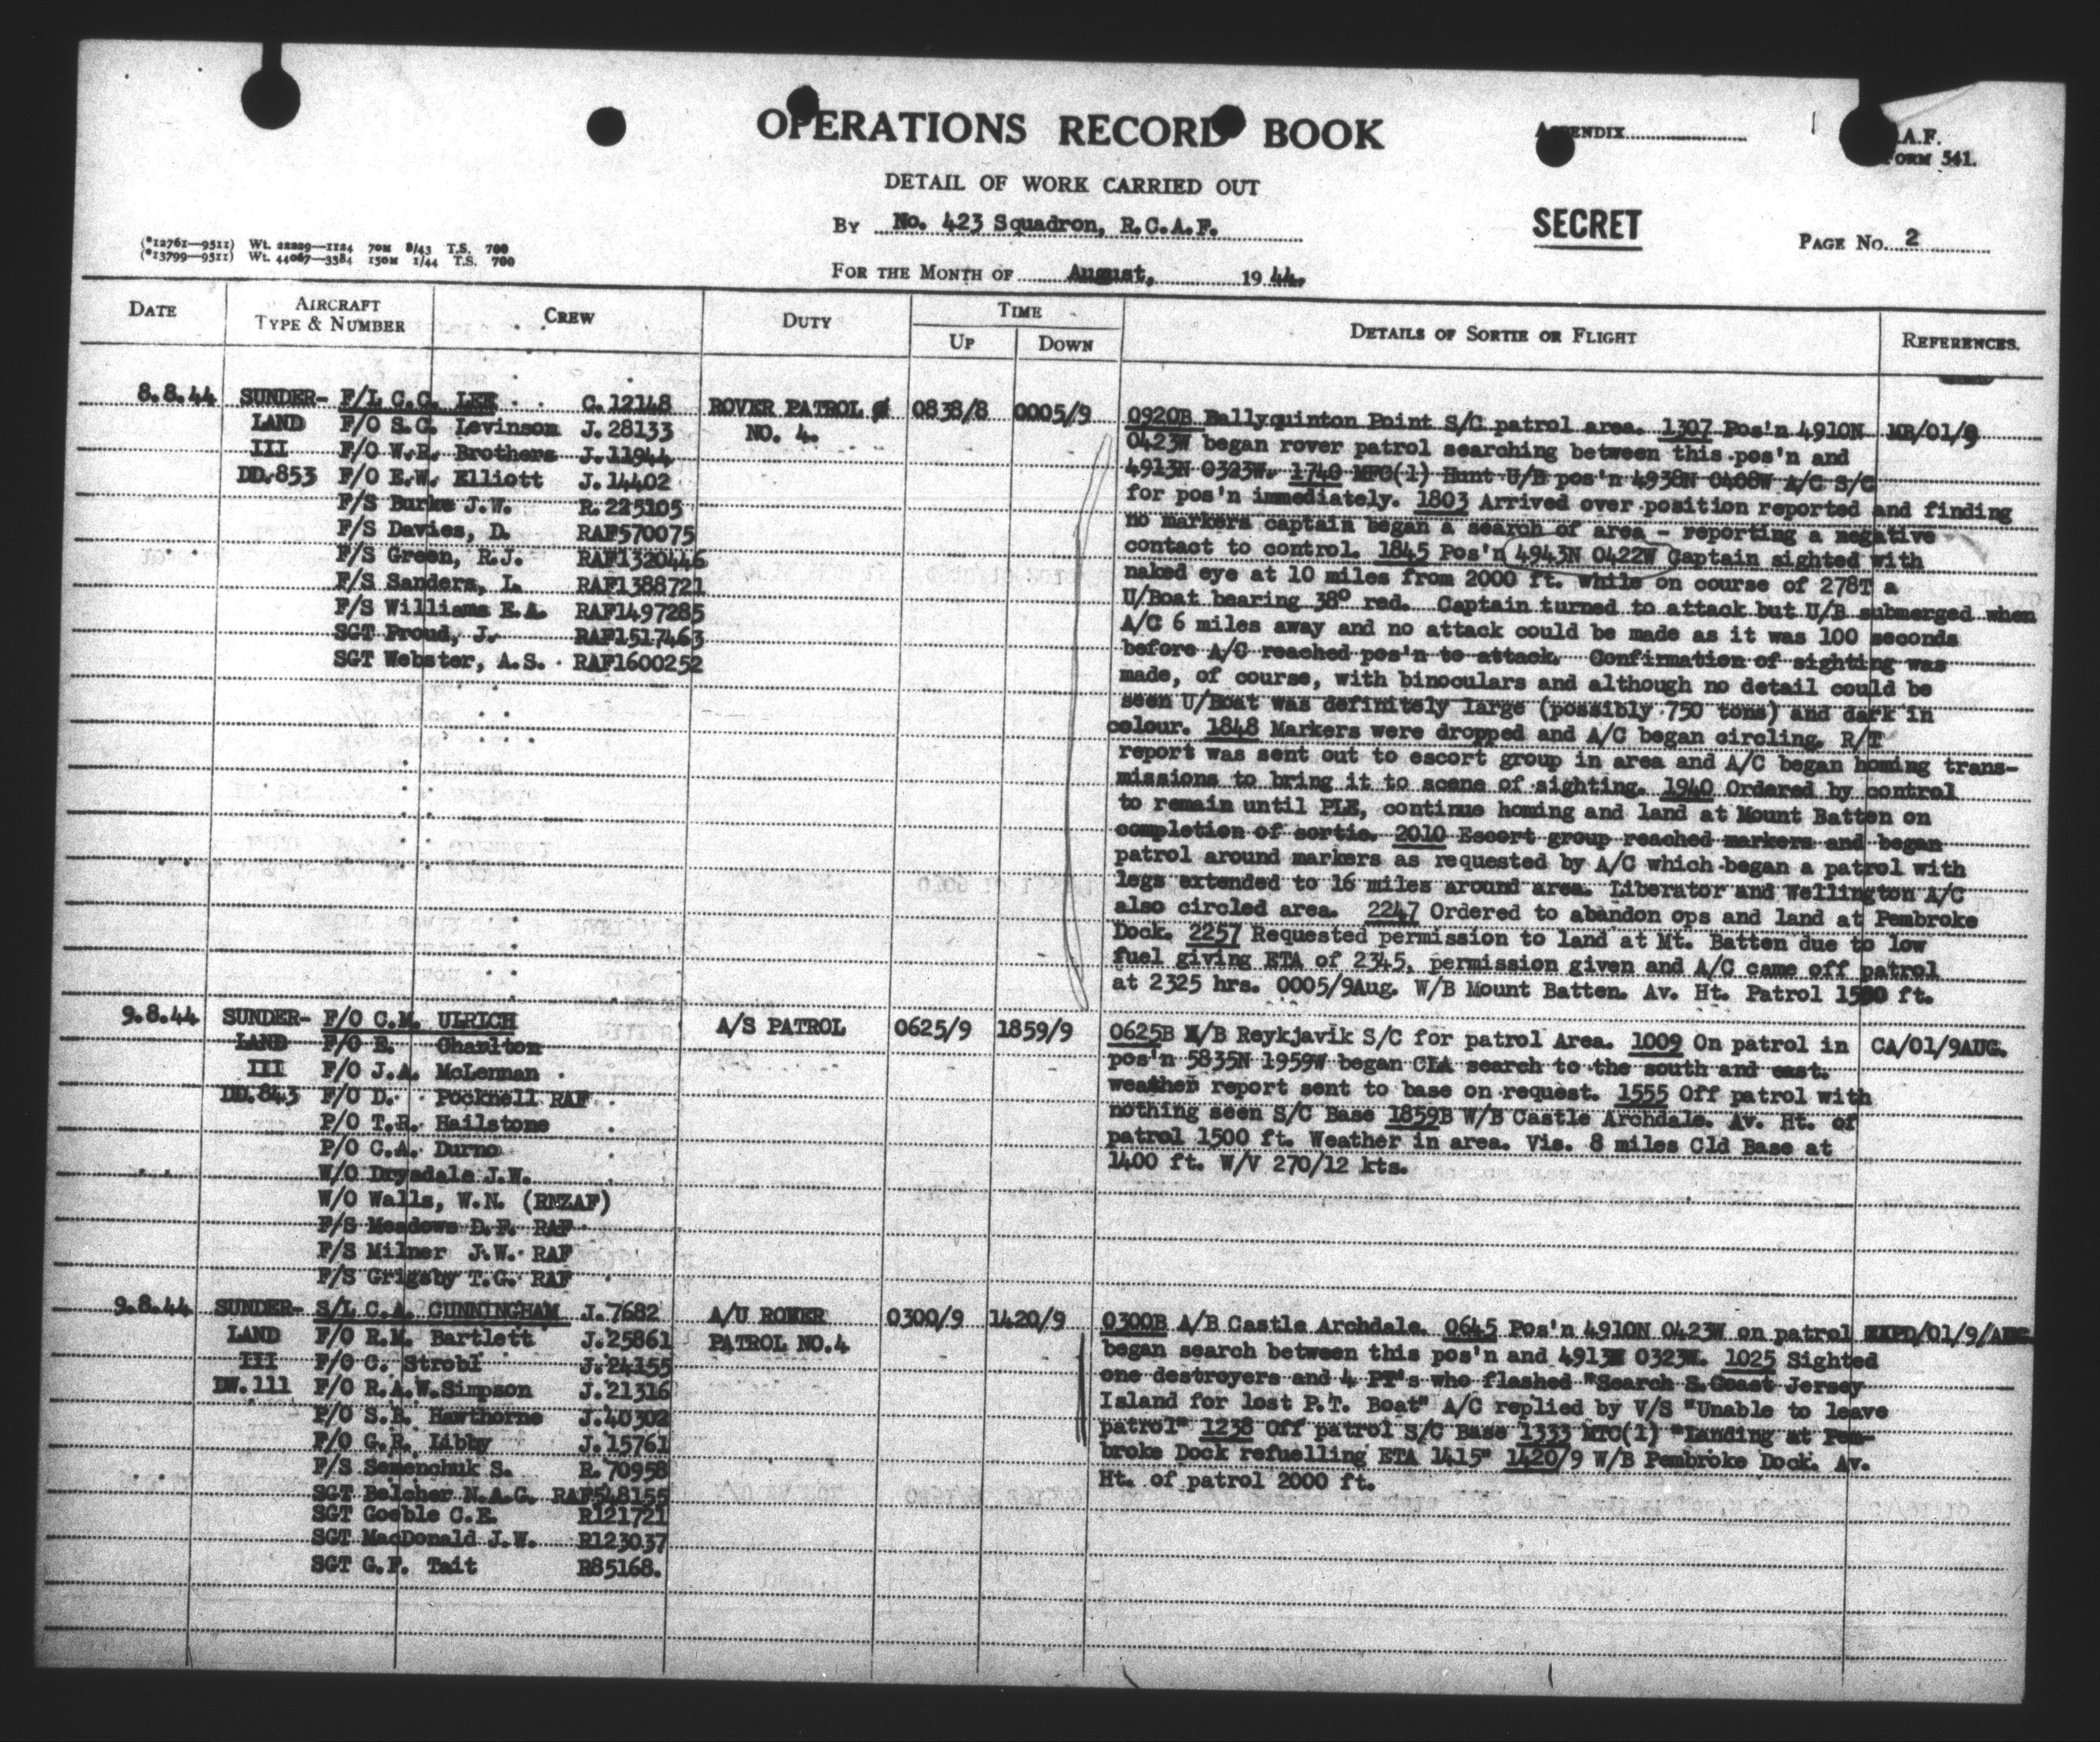 OPERATIONS RECORD BOOK
APPENDIX
R.A.F.
FORM 541.
DETAIL OF WORK CARRIED OUT
By No. 423 Squadron, R.C.A.F.
SECRET
PAGE No. 2
(*12761—9511) Wt. 22229—1124 70M 8/43 T.S. 700
(*13799—9511) Wt. 44067—3384 150M 1/44 T.S. 700
FOR THE MONTH OF August, 1944.
DATE
AIRCRAFT
TYPE & NUMBER
CREW
DUTY
TIME
UP
DOWN
DETAILS OF SORTIE OR FLIGHT
REFERENCES.
8.8.44
SUNDER-
LAND
III
DD.853
F/L C.G. LEE C.12148
F/O S.G. Levinson J.28133
F/O W.R. Brothers J.11944
F/O E.W. Elliott J.14402
F/S Burke J.W. R.225105
F/S Davies, D. RAF570075
F/S Green, R.J. RAF1320446
F/S Sanders, L. RAF1388721
F/S Williams E.A. RAF1497285
SGT Proud, J. RAF1517463
SGT Webster, A.S. RAF1600252
ROVER PATROL
NO. 4.
0838/8
0005/9
0920B Ballyquinton Point S/C patrol area. 1307 Pos'n 4910N
0423W began rover patrol searching between this pos'n and
4913N 0323W. 1740 MFC(1) Hunt U/B pos'n 4938N 0408W A/C S/C
for pos'n immediately. 1803 Arrived over position reported and finding
no markers captain began a search of area - reporting a negative
contact to control. 1845 Pos'n 4943N 0422W Captain sighted with
naked eye at 10 miles from 2000 ft. while on course of 278T a
U/Boat bearing 38° red. Captain turned to attack but U/B submerged when
A/C 6 miles away and no attack could be made as it was 100 seconds
before A/C reached pos'n to attack. Confirmation of sighting was
made, of course, with binoculars and although no detail could be
seen U/Boat was definitely large (possibly 750 tons) and dark in
colour. 1848 Markers were dropped and A/C began circling. R/T
report was sent out to escort group in area and A/C began homing trans-
missions to bring it to scene of sighting. 1940 Ordered by control
to remain until PLE, continue homing and land at Mount Batten on
completion of sortie. 2010 Escort group reached markers and began
patrol around markers as requested by A/C which began a patrol with
legs extended to 16 miles around area. Liberator and Wellington A/C
also circled area. 2247 Ordered to abandon ops and land at Pembroke
Dock. 2257 Requested permission to land at Mt. Batten due to low
fuel giving ETA of 2345, permission given and A/C came off patrol
at 2325 hrs. 0005/9Aug. W/B Mount Batten. Av. Ht. Patrol 1500 ft.
MR/01/9
9.8.44
SUNDER-
LAND
III
DD.843
F/O C.M. ULRICH
F/O E. Charlton
F/O J.A. McLennan
F/O D. Pocknell RAF
P/O T.R. Hailstone
P/O C.A. Durno
W/O Drysdale J.W.
W/O Walls, W.N. (RNZAF)
F/S Meadows D.F. RAF
F/S Milner J.W. RAF
F/S Grigsby T.G. RAF
A/S PATROL
0625/9
1859/9
0625B W/B Reykjavik S/C for patrol Area. 1009 On patrol in
pos'n 5835N 1959W began CLA search to the south and east.
weather report sent to base on request. 1555 Off patrol with
nothing seen S/C Base 1859B W/B Castle Archdale. Av. Ht. of
patrol 1500 ft. Weather in area. Vis. 8 miles Cld Base at
1400 ft. W/V 270/12 kts.
CA/01/9AUG.
9.8.44
SUNDER-
LAND
III
DW.111
S/L C.A. CUNNINGHAM J.7682
F/O R.M. Bartlett J.25861
F/O C. Strobl J.24155
F/O R.A.W. Simpson J.21316
P/O S.B. Hawthorne J.40302
F/O G.R. Libby J.15761
F/S Semenchuk S. R.70958
SGT Belcher N.A.G. RAF548155
SGT Goeble C.E. R121721
SGT MacDonald J.W. R123037
SGT G.F. Tait R85168.
A/U ROVER
PATROL NO.4
0300/9
1420/9
0300B A/B Castle Archdale. 0645 Pos'n 4910N 0423W on patrol
began search between this pos'n and 4913N 0323W. 1025 Sighted
one destroyers and 4 PT's who flashed "Search S.Coast Jersey
Island for lost P.T. Boat" A/C replied by V/S "Unable to leave
patrol" 1238 Off patrol S/C Base 1333 MTC(1) "Landing at Pem-
broke Dock refuelling ETA 1415" 1420/9 W/B Pembroke Dock. Av.
Ht. of patrol 2000 ft.